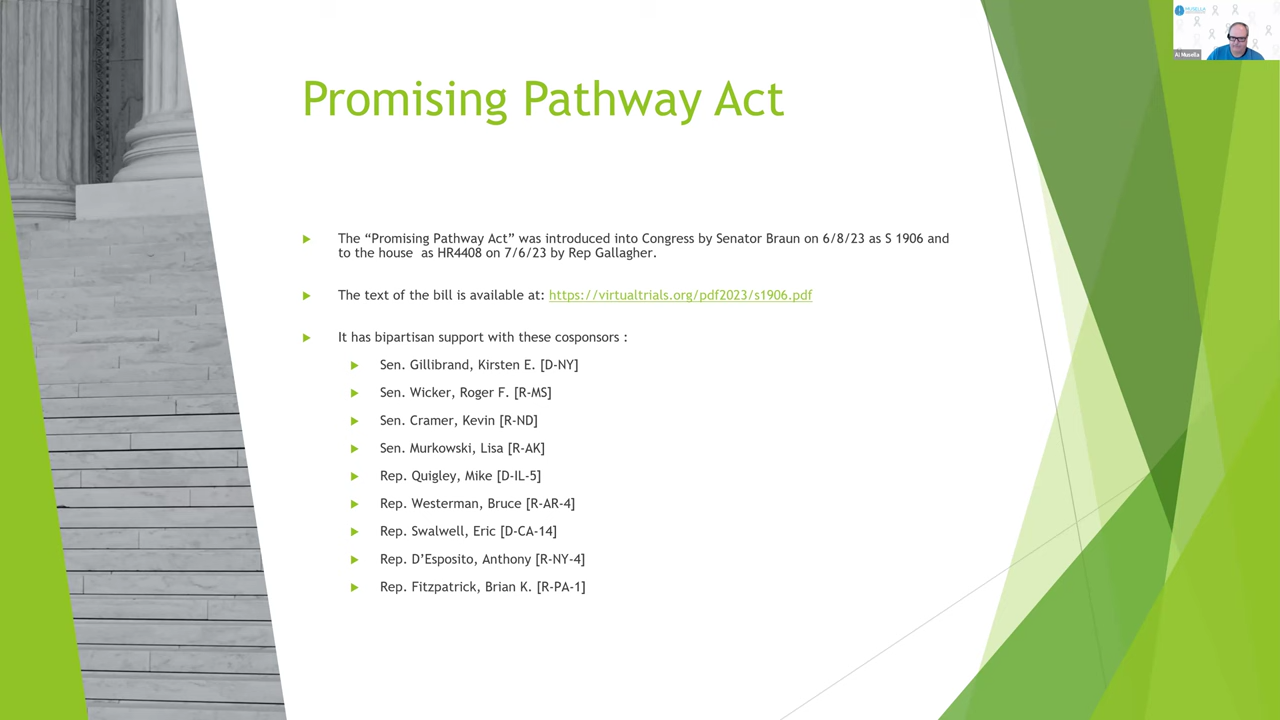 Promising Pathway Act
The “Promising Pathway Act” was introduced into Congress by Senator Braun on 6/8/23 as S 1906 and
to the house as HR4408 on 7/6/23 by Rep Gallagher.
The text of the bill is available at: https://virtualtrials.org/pdf2023/s1906.pdf
It has bipartisan support with these cosponsors :
Sen. Gillibrand, Kirsten E. [D-NY]
Sen. Wicker, Roger F. [R-MS]
Sen. Cramer, Kevin [R-ND]
Sen. Murkowski, Lisa [R-AK]
Rep. Quigley, Mike [D-IL-5]
Rep. Westerman, Bruce [R-AR-4]
Rep. Swalwell, Eric [D-CA-14]
Rep. D’Esposito, Anthony [R-NY-4]
Rep. Fitzpatrick, Brian K. [R-PA-1]
MUSELLA
Al Musella